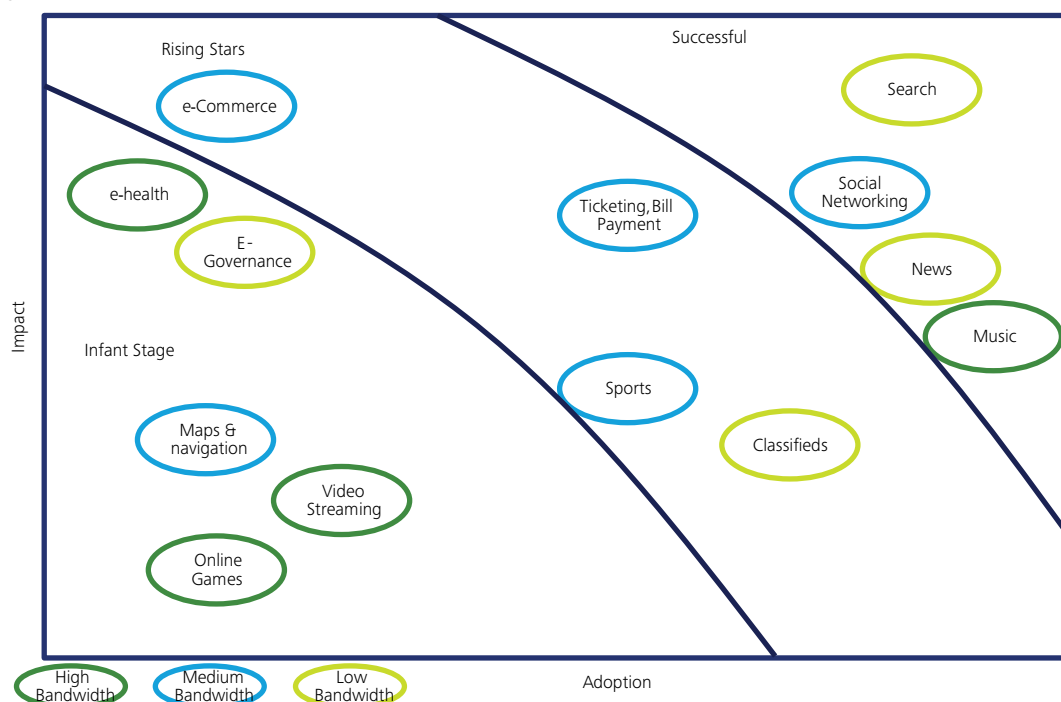 Rising Stars
Successful
e-Commerce
Search
e-health
Social
Networking
Ticketing, Bill
Payment
E-
Governance
News
Music
Impact
Infant Stage
Sports
Maps &
navigation
Classifieds
Video
Streaming
Online
Games
High
Bandwidth
Medium
Bandwidth
Low
Bandwidth
Adoption